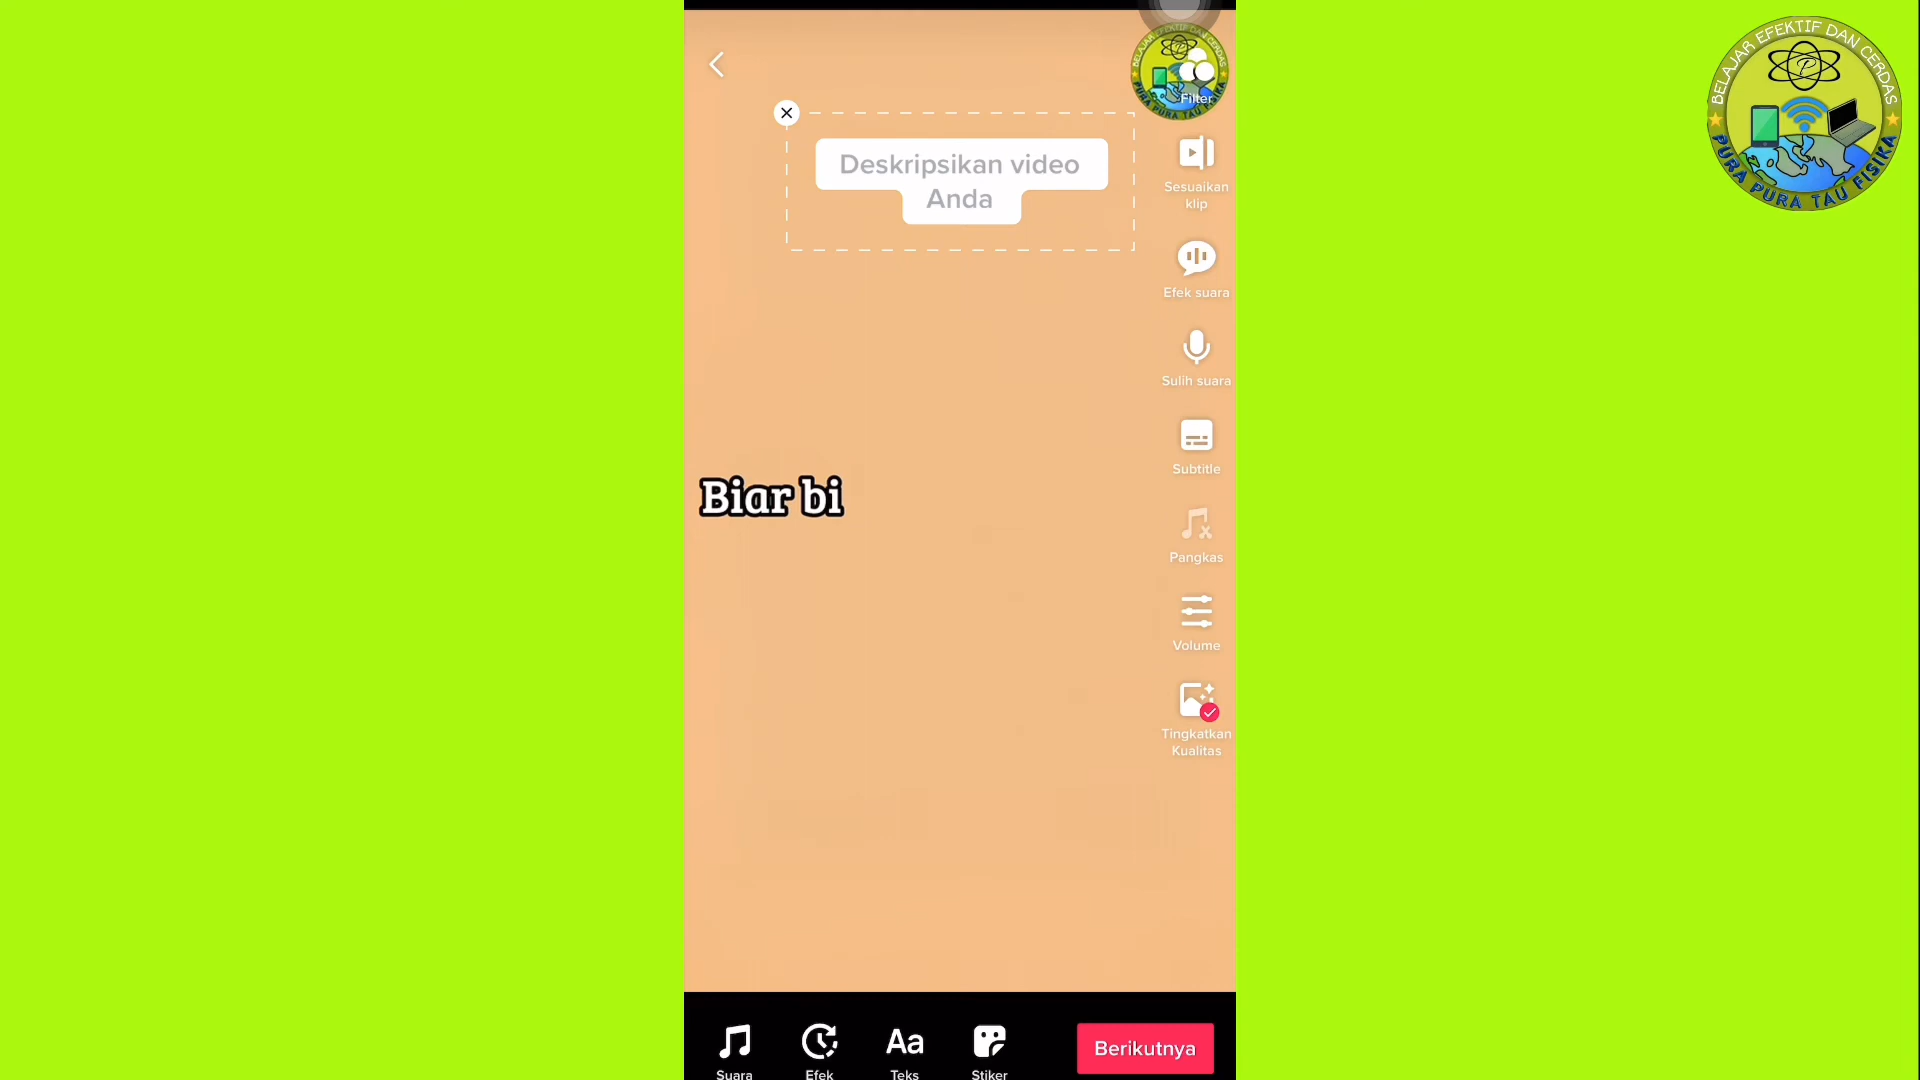 Filter
Deskripsikan video
Anda
Sesuaikan
klip
Efek suara
Sulih suara
Subtitle
Biar bi
Pangkas
Volume
Tingkatkan
Kualitas
Suara
Efek
Aa
Teks
Stiker
Berikutnya
BELAJAR EFEKTIF DAN CERDAS
P
PURA PURA TAU FISIKA